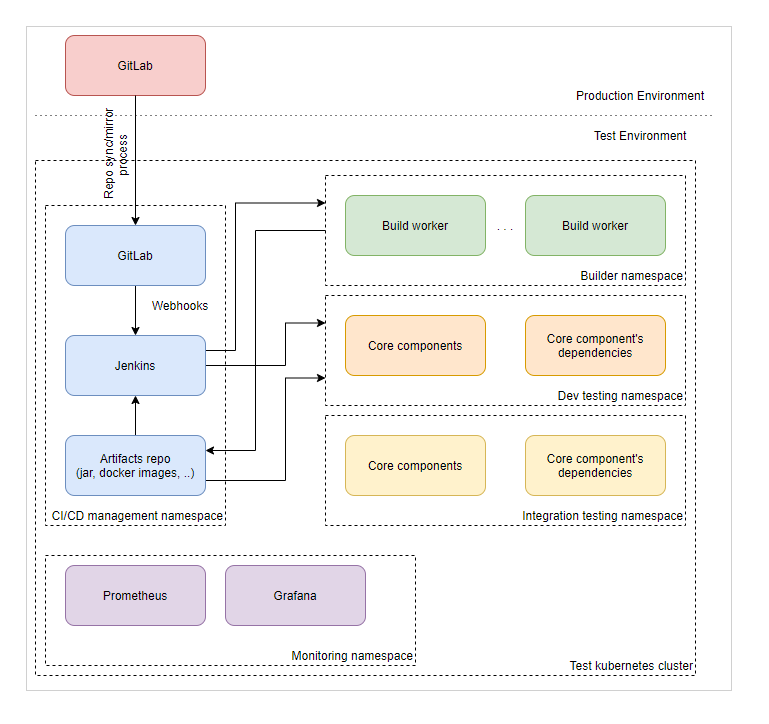 GitLab
Production Environment
Repo sync/mirror
process
Test Environment
GitLab
Webhooks
Jenkins
Artifacts repo
(jar, docker images, ..)
CI/CD management namespace
Build worker
. . .
Build worker
Builder namespace
Core components
Core component's
dependencies
Dev testing namespace
Core components
Core component's
dependencies
Integration testing namespace
Prometheus
Grafana
Monitoring namespace
Test kubernetes cluster